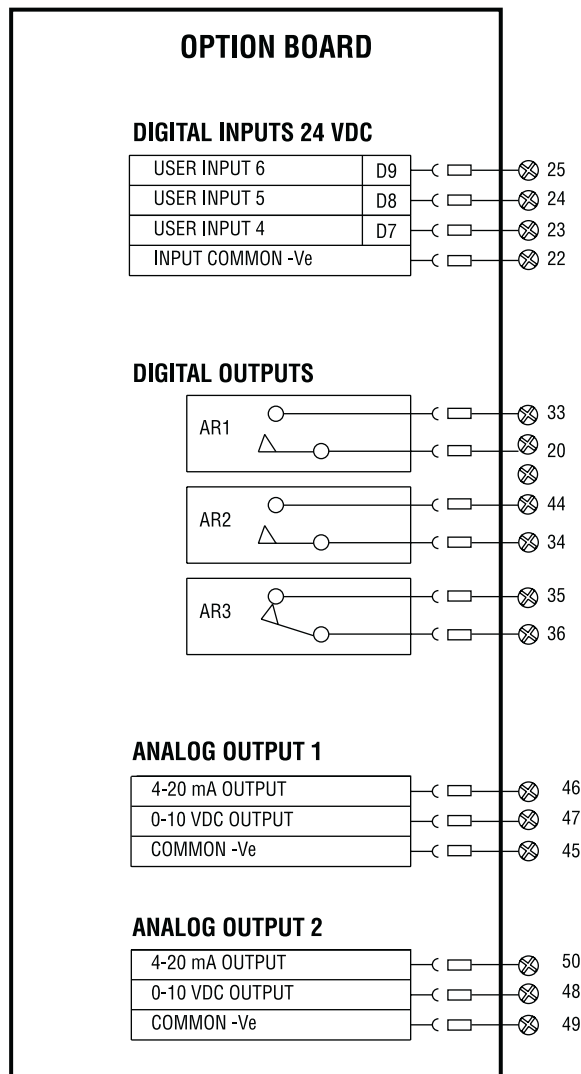 OPTION BOARD
DIGITAL INPUTS 24 VDC
USER INPUT 6 D9 25
USER INPUT 5 D8 24
USER INPUT 4 D7 23
INPUT COMMON -Ve 22
DIGITAL OUTPUTS
AR1 33
20
AR2 44
34
AR3 35
36
ANALOG OUTPUT 1
4-20 mA OUTPUT 46
0-10 VDC OUTPUT 47
COMMON -Ve 45
ANALOG OUTPUT 2
4-20 mA OUTPUT 50
0-10 VDC OUTPUT 48
COMMON -Ve 49